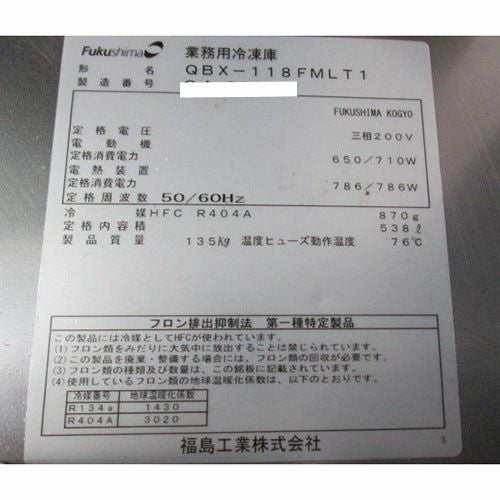 Fukushima 業務用冷凍庫
形名 QBX-118FMLT1
製造番号
FUKUSHIMA KOGYO
定格電圧 三相200V
電動機
定格消費電力 650/710W
電熱装置
定格消費電力 786/786W
定格周波数 50/60Hz
冷媒 HFC R404A 870g
定格内容積 538ℓ
製品質量 135kg 温度ヒューズ動作温度 76℃
フロン排出抑制法 第一種特定製品
この製品には冷媒としてHFCが使われています。
(1) フロン類をみだりに大気中に放出することは禁じられています。
(2) この製品を廃棄・整備する場合には、フロン類の回収が必要です。
(3) フロン類の種類及び数量は、この銘板に記載されています。
(4) 使用しているフロン類の地球温暖化係数は、以下のとおりです。
冷媒番号 地球温暖化係数
R134a 1430
R404A 3020
福島工業株式会社
3